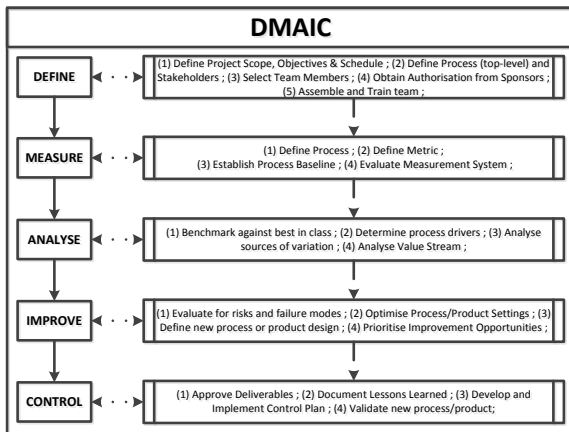 DMAIC
DEFINE
(1) Define Project Scope, Objectives & Schedule ; (2) Define Process (top-level) and
Stakeholders ; (3) Select Team Members ; (4) Obtain Authorisation from Sponsors ;
(5) Assemble and Train team ;
MEASURE
(1) Define Process ; (2) Define Metric ;
(3) Establish Process Baseline ; (4) Evaluate Measurement System ;
ANALYSE
(1) Benchmark against best in class ; (2) Determine process drivers ; (3) Analyse
sources of variation ; (4) Analyse Value Stream ;
IMPROVE
(1) Evaluate for risks and failure modes ; (2) Optimise Process/Product Settings ; (3)
Define new process or product design ; (4) Prioritise Improvement Opportunities ;
CONTROL
(1) Approve Deliverables ; (2) Document Lessons Learned ; (3) Develop and
Implement Control Plan ; (4) Validate new process/product;